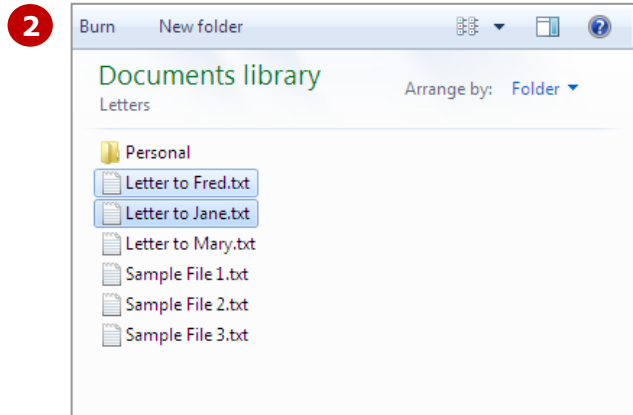 2
Burn New folder
Documents library
Letters
Arrange by: Folder
Personal
Letter to Fred.txt
Letter to Jane.txt
Letter to Mary.txt
Sample File 1.txt
Sample File 2.txt
Sample File 3.txt